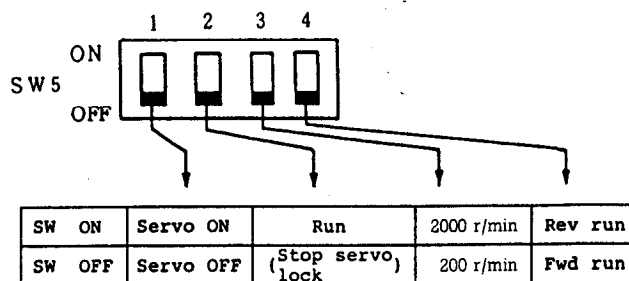 1 2 3 4
ON
SW5
OFF
SW ON Servo ON Run 2000 r/min Rev run
SW OFF Servo OFF (Stop servo lock) 200 r/min Fwd run